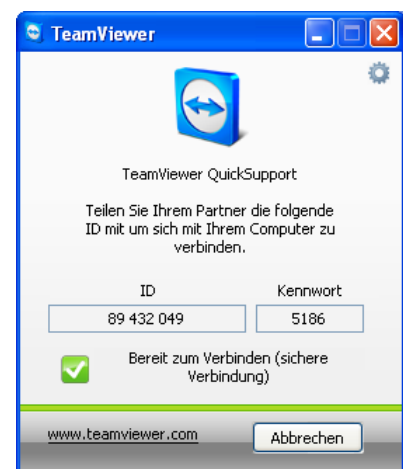 TeamViewer
TeamViewer QuickSupport
Teilen Sie Ihrem Partner die folgende
ID mit um sich mit Ihrem Computer zu
verbinden.
ID Kennwort
89 432 049 5186
Bereit zum Verbinden (sichere
Verbindung)
www.teamviewer.com Abbrechen